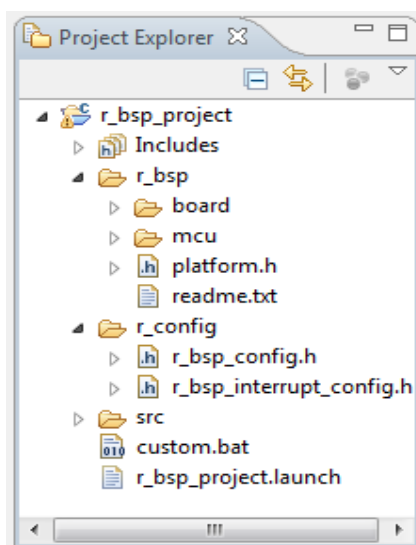 Project Explorer
r_bsp_project
Includes
r_bsp
board
mcu
platform.h
readme.txt
r_config
r_bsp_config.h
r_bsp_interrupt_config.h
src
custom.bat
r_bsp_project.launch